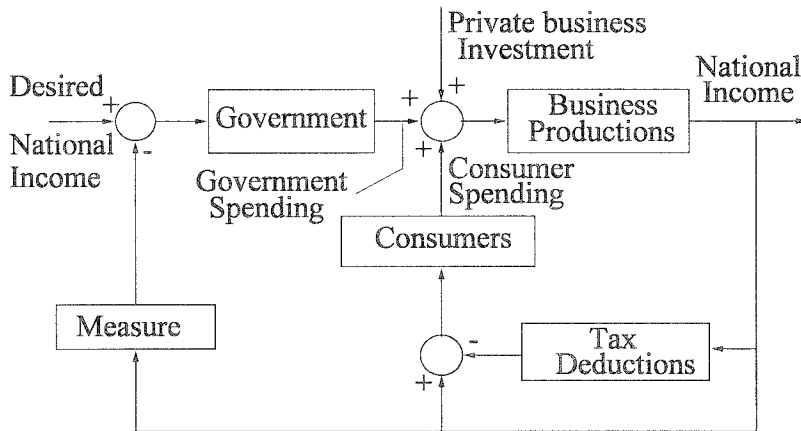 Private business
Investment
National
Income
Desired
National
Income
+
-
Government
Government
Spending
+
+
+
Business
Productions
Consumer
Spending
Consumers
Measure
-
+
Tax
Deductions